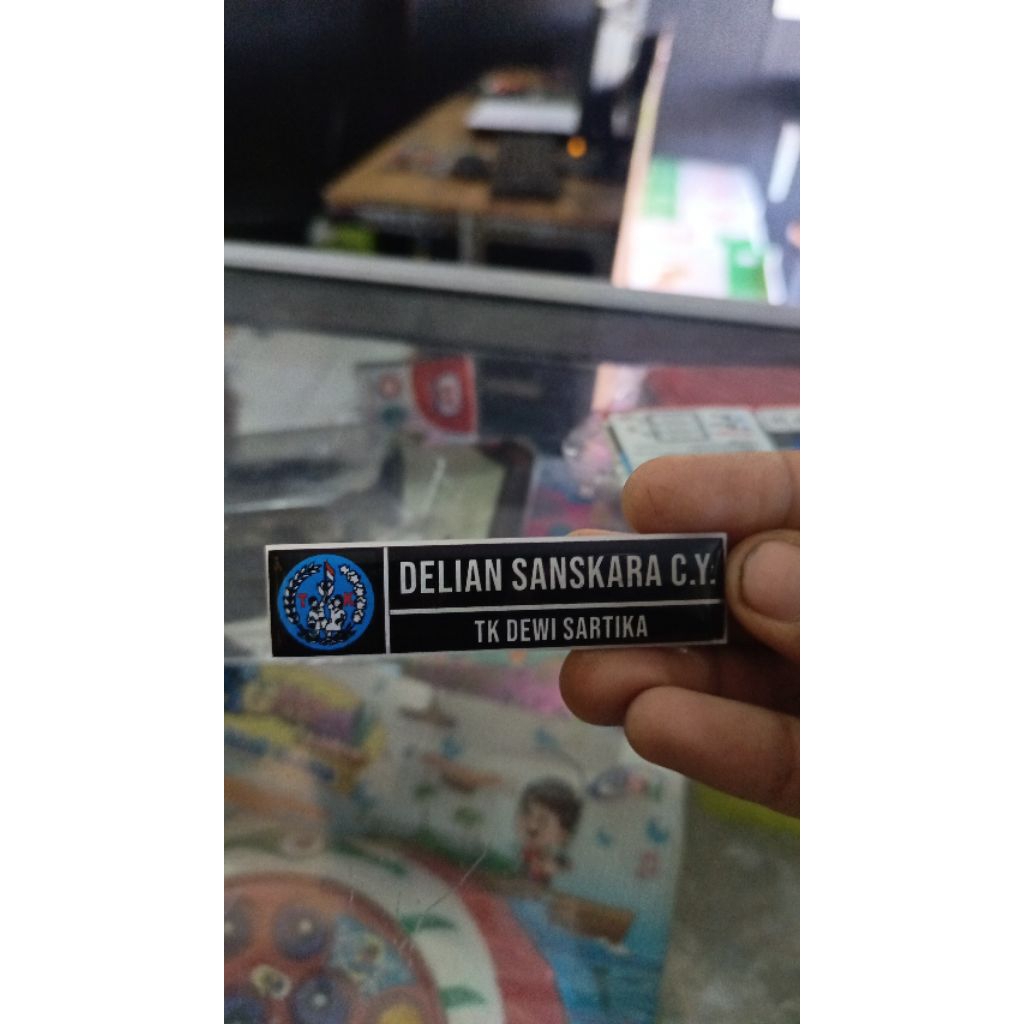 DELIAN SANSKARA C.Y.
TK DEWI SARTIKA
T K